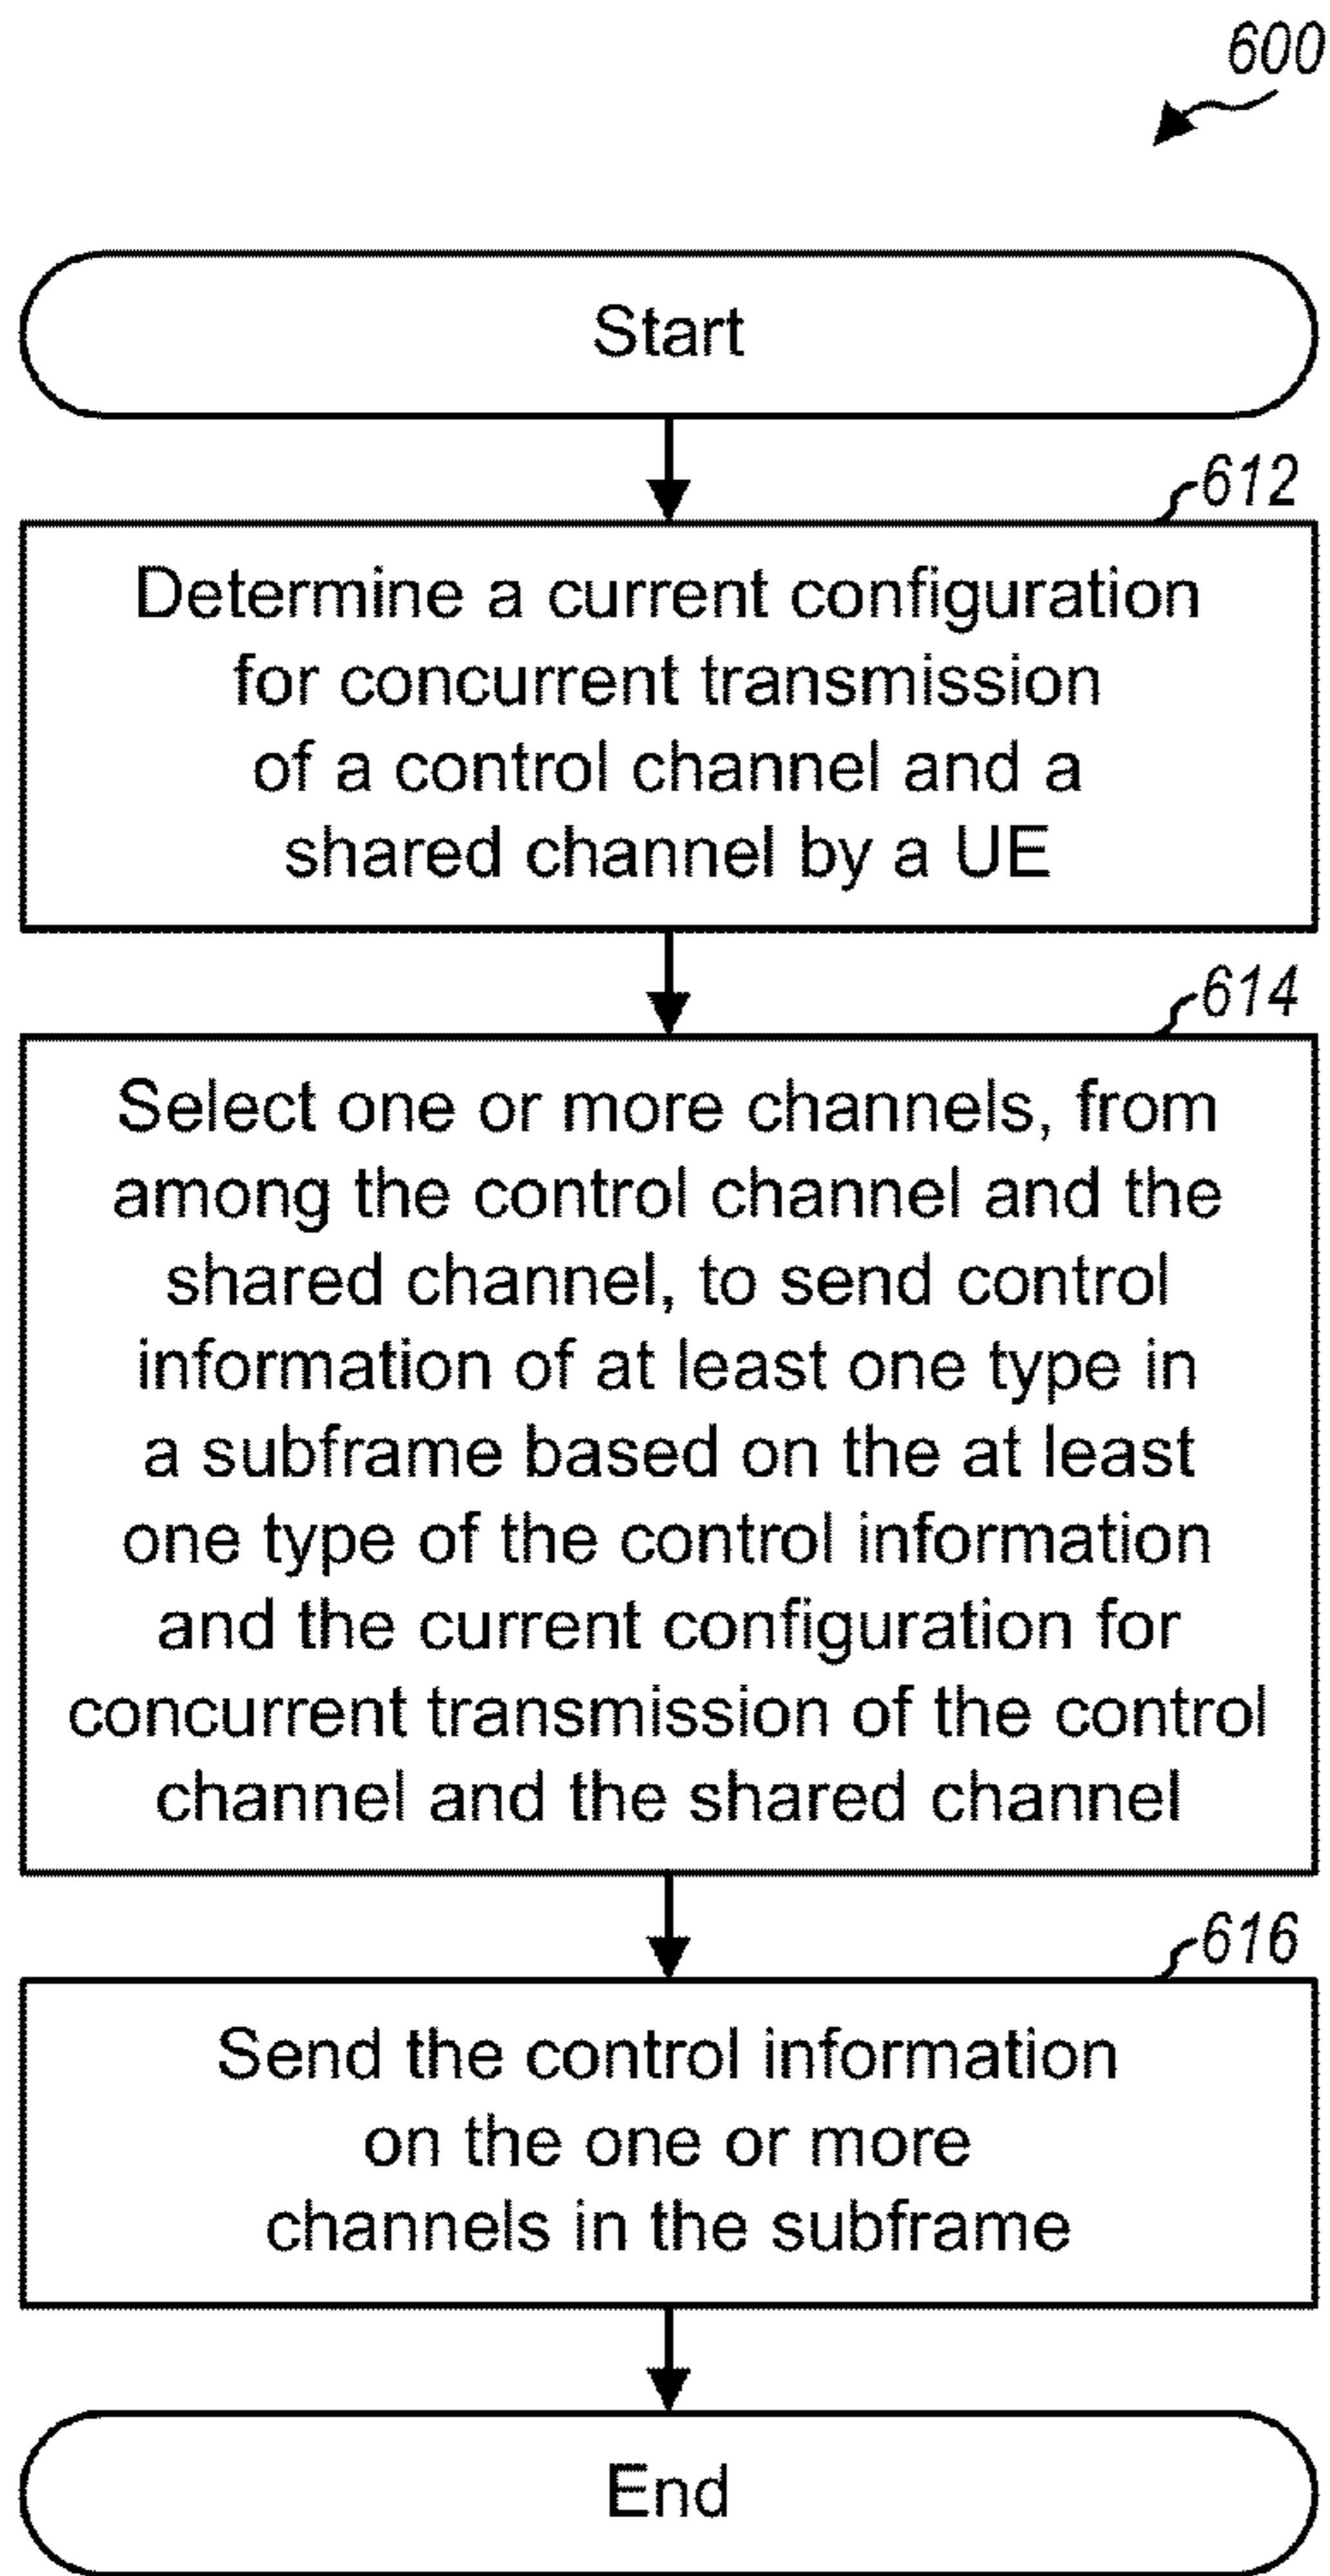 600
Start
612
Determine a current configuration
for concurrent transmission
of a control channel and a
shared channel by a UE
614
Select one or more channels, from
among the control channel and the
shared channel, to send control
information of at least one type in
a subframe based on the at least
one type of the control information
and the current configuration for
concurrent transmission of the control
channel and the shared channel
616
Send the control information
on the one or more
channels in the subframe
End